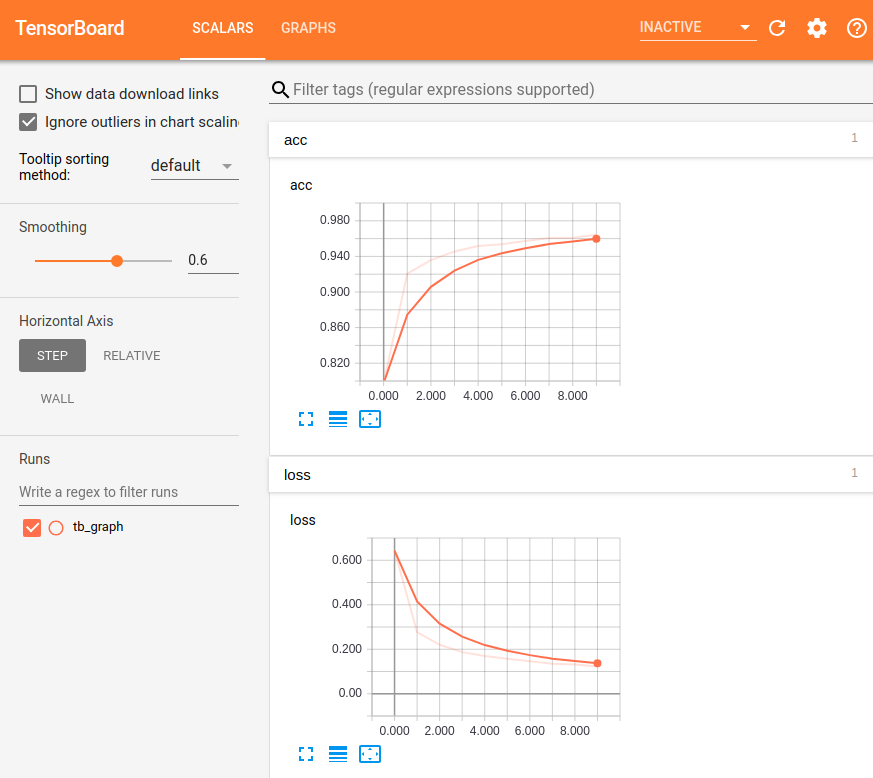 TensorBoard
SCALARS GRAPHS
INACTIVE
Show data download links
Ignore outliers in chart scalin
Tooltip sorting
method:
default
Smoothing
0.6
Horizontal Axis
STEP RELATIVE
WALL
Runs
Write a regex to filter runs
tb_graph
Filter tags (regular expressions supported)
acc 1
acc
0.980
0.940
0.900
0.860
0.820
0.000 2.000 4.000 6.000 8.000
loss 1
loss
0.600
0.400
0.200
0.00
0.000 2.000 4.000 6.000 8.000